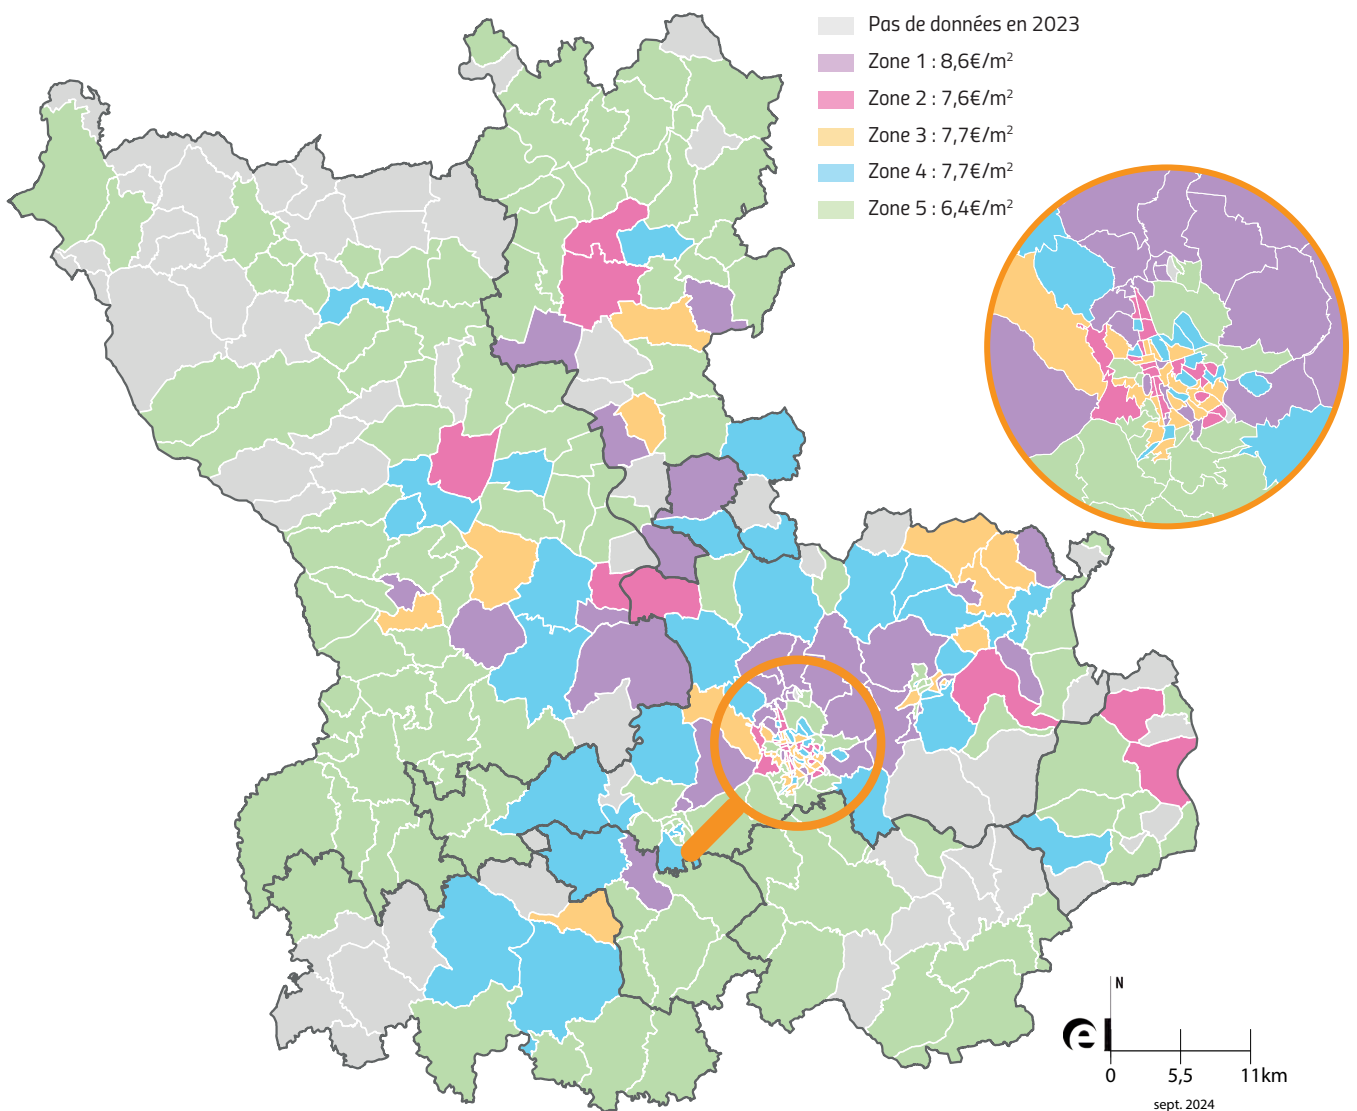 Pas de données en 2023
Zone 1 : 8,6€/m²
Zone 2 : 7,6€/m²
Zone 3 : 7,7€/m²
Zone 4 : 7,7€/m²
Zone 5 : 6,4€/m²
N
e
0 5,5 11km
sept. 2024